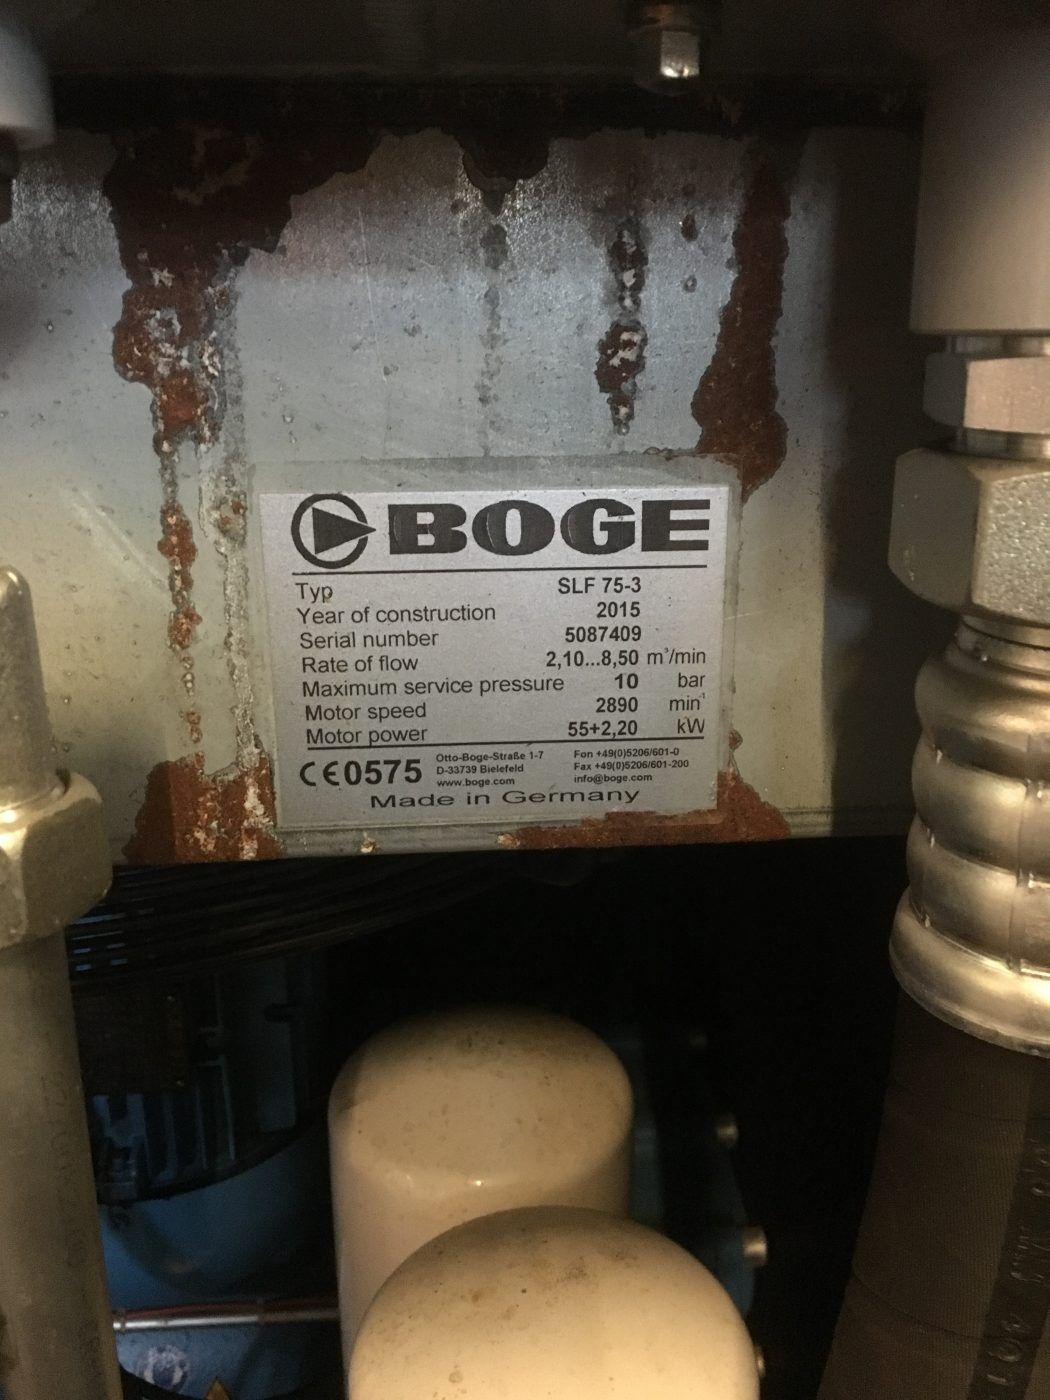 BOGE
Typ SLF 75-3
Year of construction 2015
Serial number 5087409
Rate of flow 2,10...8,50 m³/min
Maximum service pressure 10 bar
Motor speed 2890 min⁻¹
Motor power 55+2,20 kW
CE0575
Otto-Boge-Straße 1-7
D-33739 Bielefeld
www.boge.com
Fon +49(0)5206/601-0
Fax +49(0)5206/601-200
info@boge.com
Made in Germany